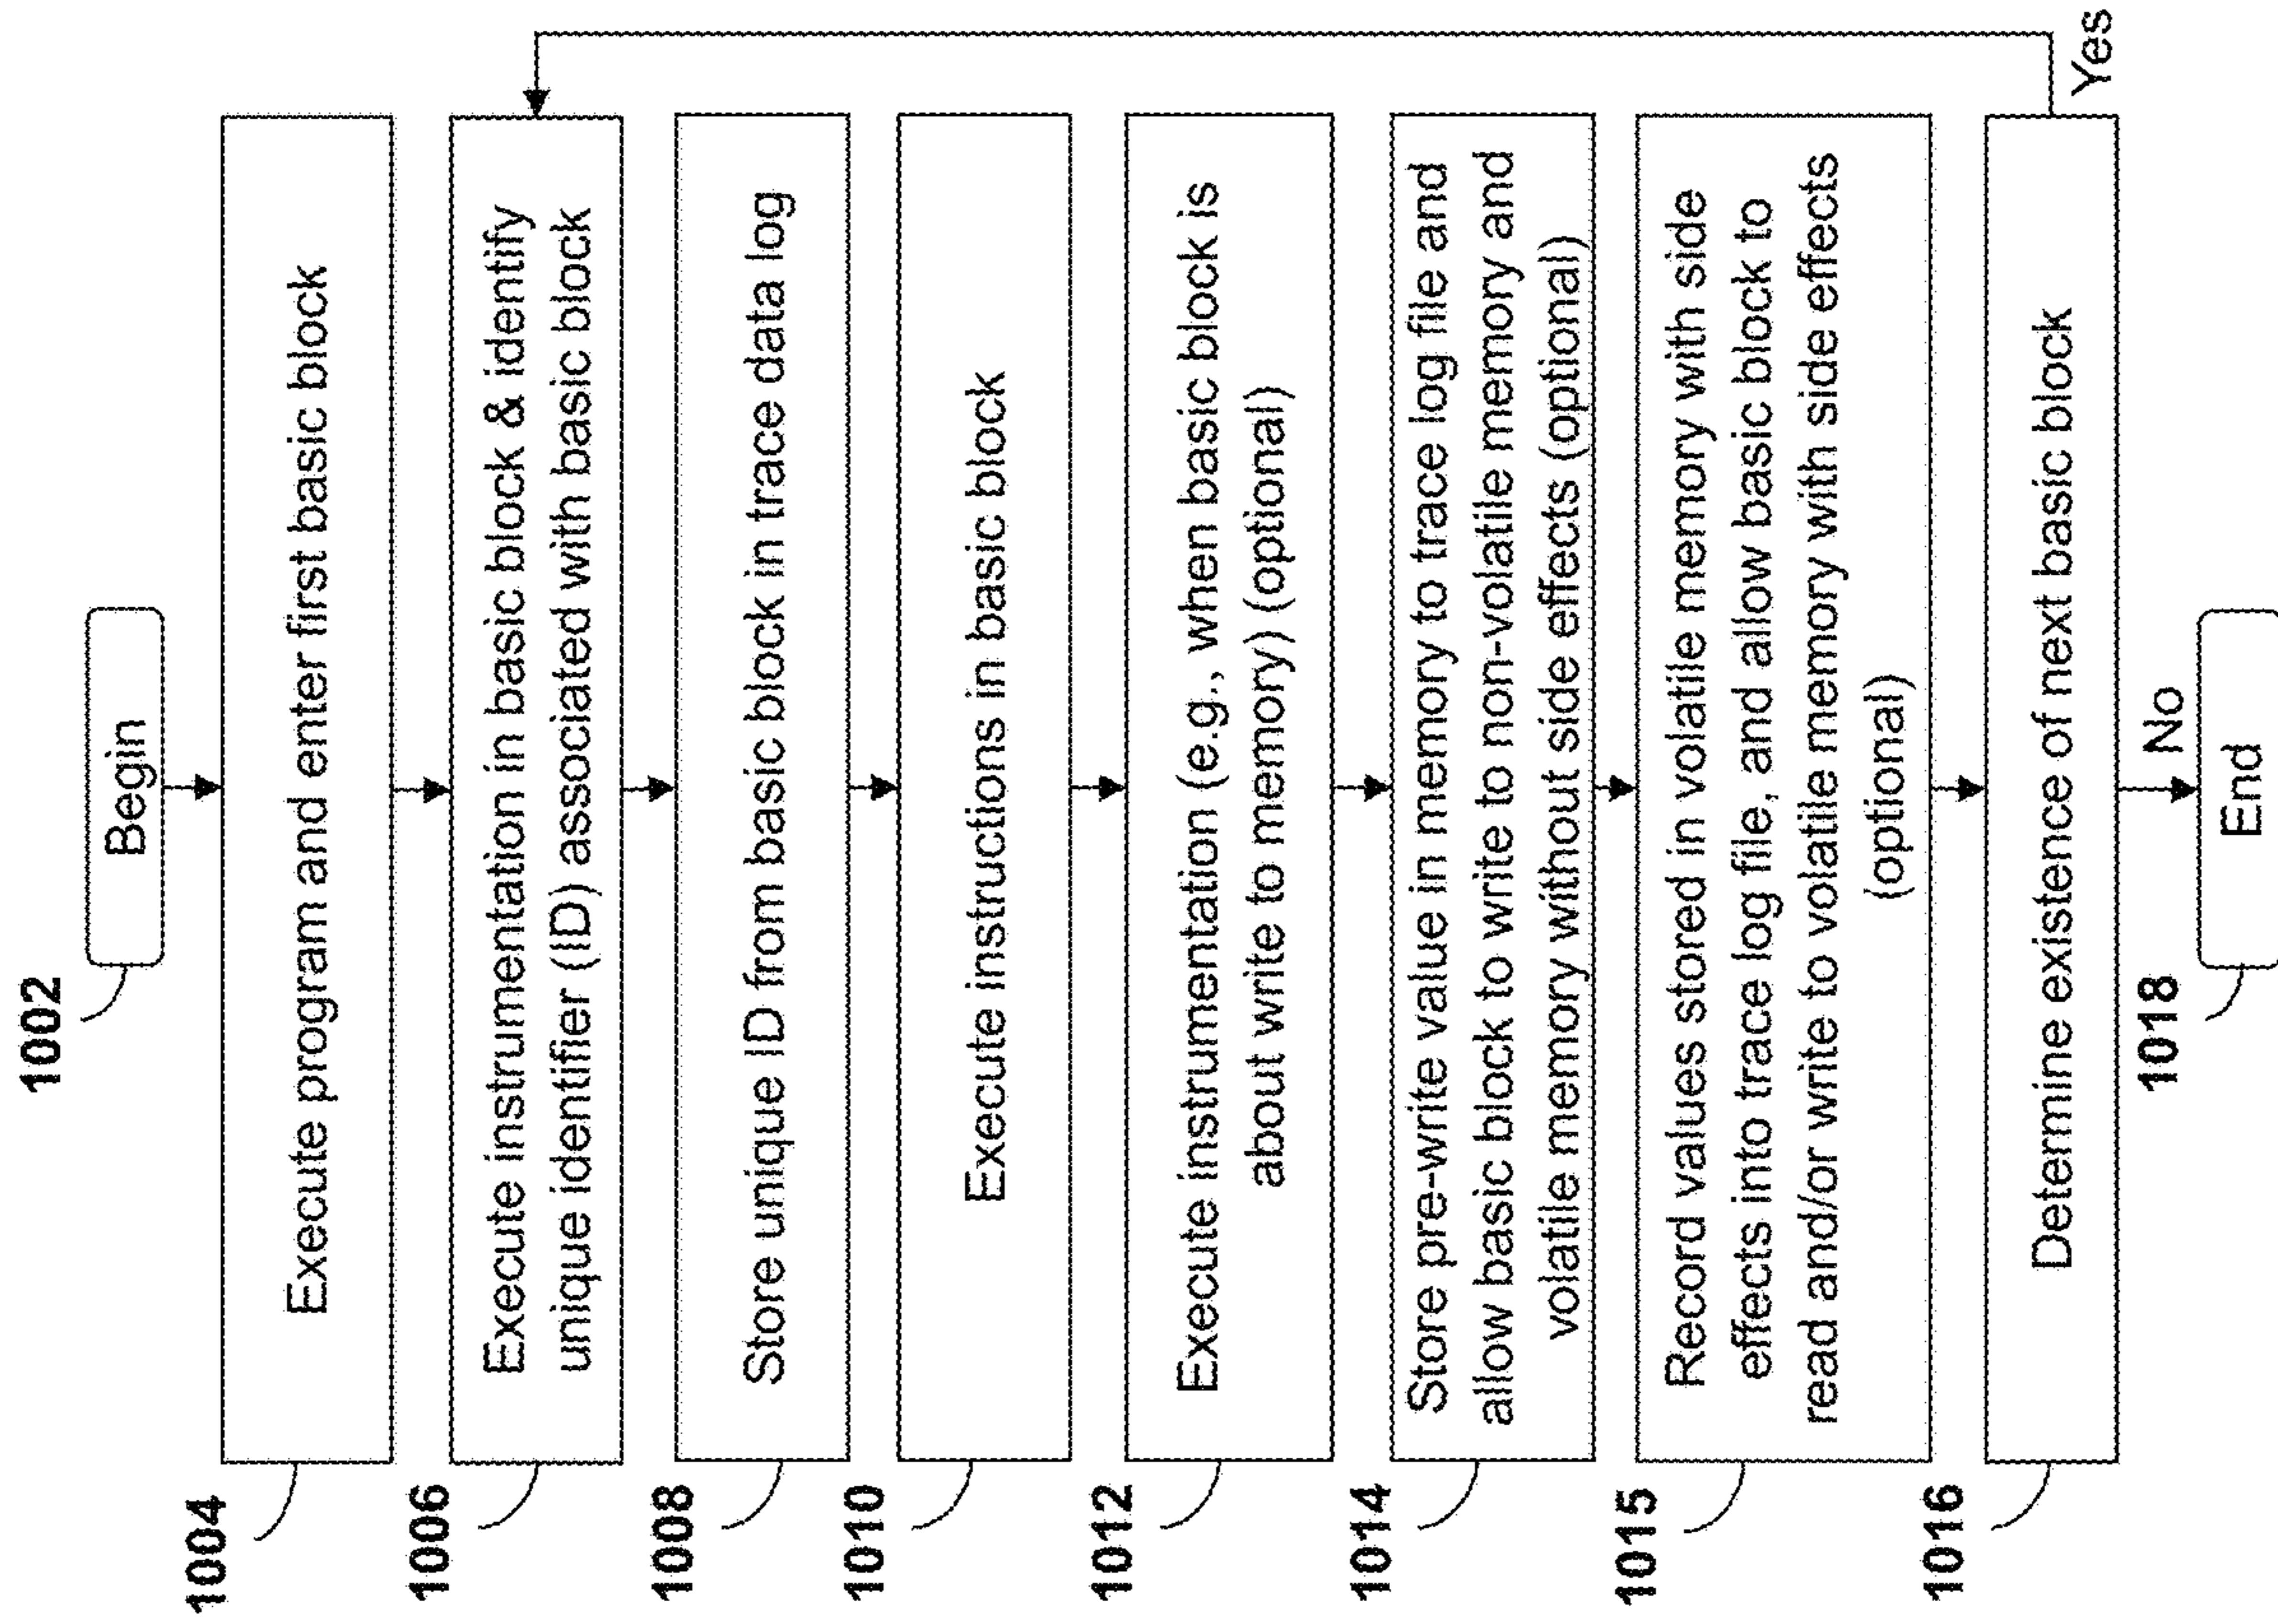 1002
Begin
1004
Execute program and enter first basic block
1006
Execute instrumentation in basic block & identify
unique identifier (ID) associated with basic block
1008
Store unique ID from basic block in trace data log
1010
Execute instructions in basic block
1012
Execute instrumentation (e.g., when basic block is
about write to memory) (optional)
1014
Store pre-write value in memory to trace log file and
allow basic block to write to non-volatile memory and
volatile memory without side effects (optional)
1015
Record values stored in volatile memory with side
effects into trace log file, and allow basic block to
read and/or write to volatile memory with side effects
(optional)
1016
Determine existence of next basic block
Yes
No
1018
End